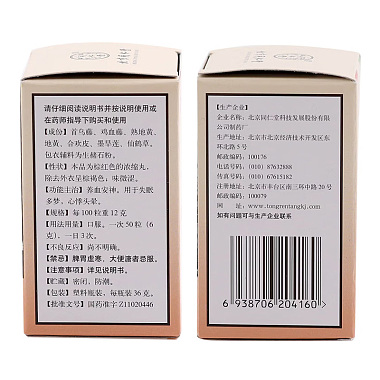 请仔细阅读说明书并按说明使用或
在药师指导下购买和使用
【成份】首乌藤、鸡血藤、熟地黄、
地黄、合欢皮、墨旱莲、仙鹤草。
包衣辅料为生赭石粉。
【性状】本品为棕红色的浓缩丸,
除去外衣呈棕褐色;味微涩。
【功能主治】养血安神。用于失眠
多梦,心悸头晕。
【规格】每100粒重12克
【用法用量】口服。一次50粒(6
克),一日3次。
【不良反应】尚不明确。
【禁忌】脾胃虚寒、大便溏者忌服。
【注意事项】详见说明书。
【贮藏】密闭,防潮。
【包装】塑料瓶装,每瓶装36克。
【批准文号】国药准字Z11020446
【生产企业】
企业名称:北京同仁堂科技发展股份有限
公司制药厂
生产地址:北京市北京经济技术开发区东
环北路5号
邮政编码:100176
电话号码:(010)87632888
传真号码:(010)67615182
注册地址:北京市丰台区南三环中路20号
邮政编码:100079
网 址:www.tongrentangkj.com
如有问题可与生产企业联系
6 938706 204160